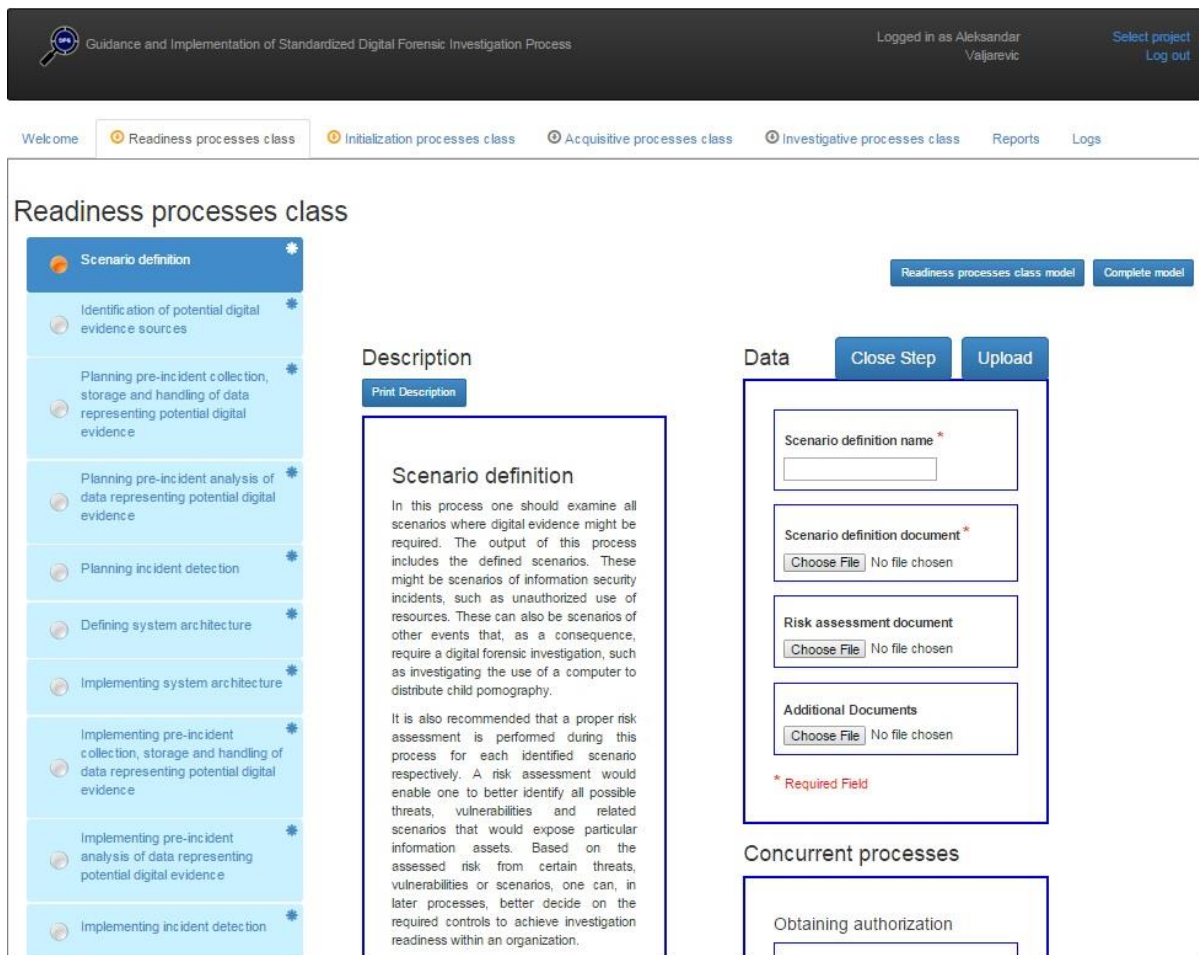 DFG
Guidance and Implementation of Standardized Digital Forensic Investigation Process
Logged in as Aleksandar
Valjarevic
Select project
Log out
Welcome
Readiness processes class
Initialization processes class
Acquisitive processes class
Investigative processes class
Reports
Logs
Readiness processes class
Scenario definition
Identification of potential digital
evidence sources
Planning pre-incident collection,
storage and handling of data
representing potential digital
evidence
Planning pre-incident analysis of
data representing potential digital
evidence
Planning incident detection
Defining system architecture
Implementing system architecture
Implementing pre-incident
collection, storage and handling of
data representing potential digital
evidence
Implementing pre-incident
analysis of data representing
potential digital evidence
Implementing incident detection
Readiness processes class model
Complete model
Description
Print Description
Scenario definition
In this process one should examine all
scenarios where digital evidence might be
required. The output of this process
includes the defined scenarios. These
might be scenarios of information security
incidents, such as unauthorized use of
resources. These can also be scenarios of
other events that, as a consequence,
require a digital forensic investigation, such
as investigating the use of a computer to
distribute child pornography.
It is also recommended that a proper risk
assessment is performed during this
process for each identified scenario
respectively. A risk assessment would
enable one to better identify all possible
threats, vulnerabilities and related
scenarios that would expose particular
information assets. Based on the
assessed risk from certain threats,
vulnerabilities or scenarios, one can, in
later processes, better decide on the
required controls to achieve investigation
readiness within an organization.
Data
Close Step
Upload
Scenario definition name *
Scenario definition document *
Choose File No file chosen
Risk assessment document
Choose File No file chosen
Additional Documents
Choose File No file chosen
* Required Field
Concurrent processes
Obtaining authorization